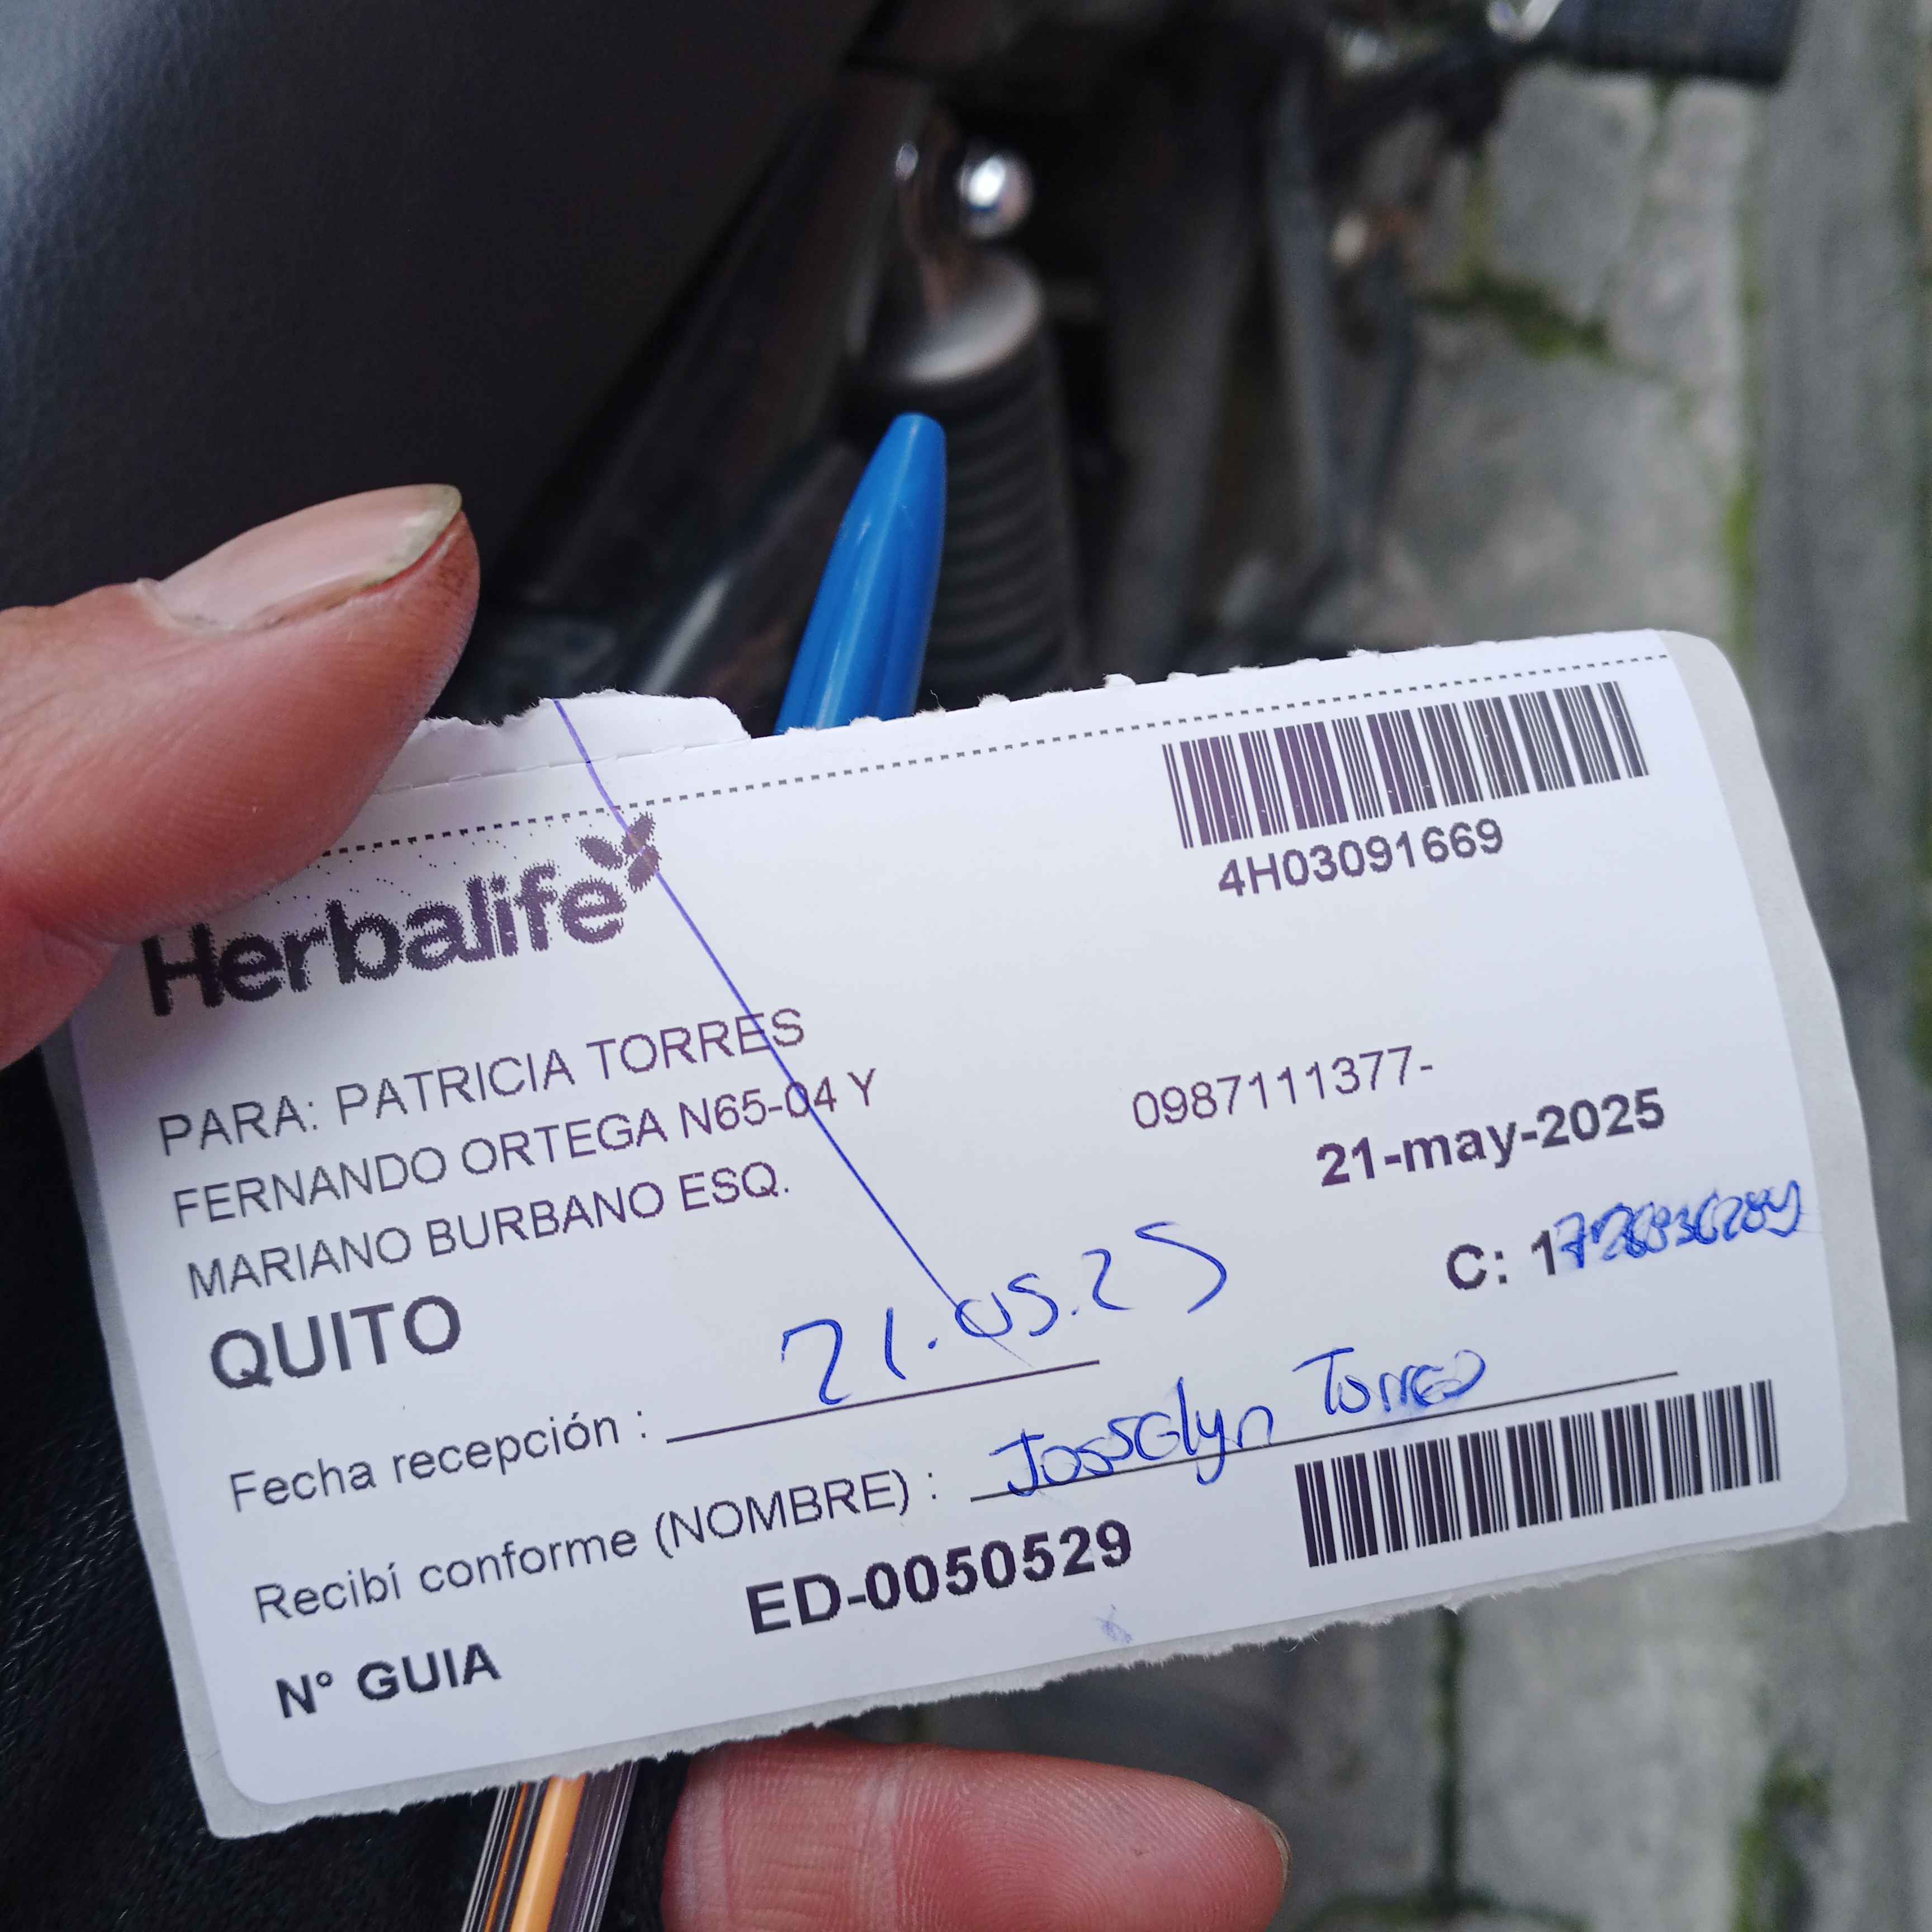 4H03091669
Herbalife
PARA: PATRICIA TORRES
FERNANDO ORTEGA N65-04 Y
MARIANO BURBANO ESQ.
QUITO
0987111377-
21-may-2025
C: 1
Fecha recepción : 21.05.25
Recibí conforme (NOMBRE) : Josselyn Torres
N° GUIA ED-0050529